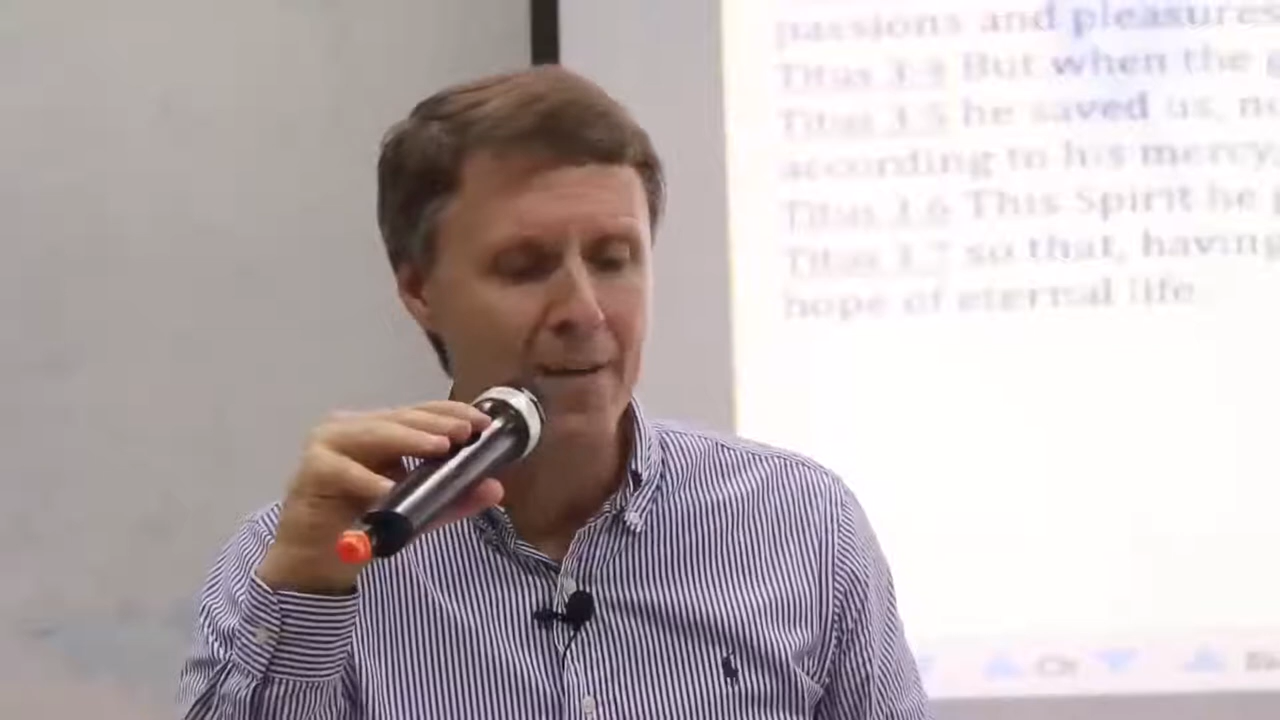 passions and pleasures
Titus 3:4 But when the g
Titus 3:5 he saved us, no
according to his mercy,
Titus 3:6 This Spirit he p
Titus 3:7 so that, having
hope of eternal life.
Ch